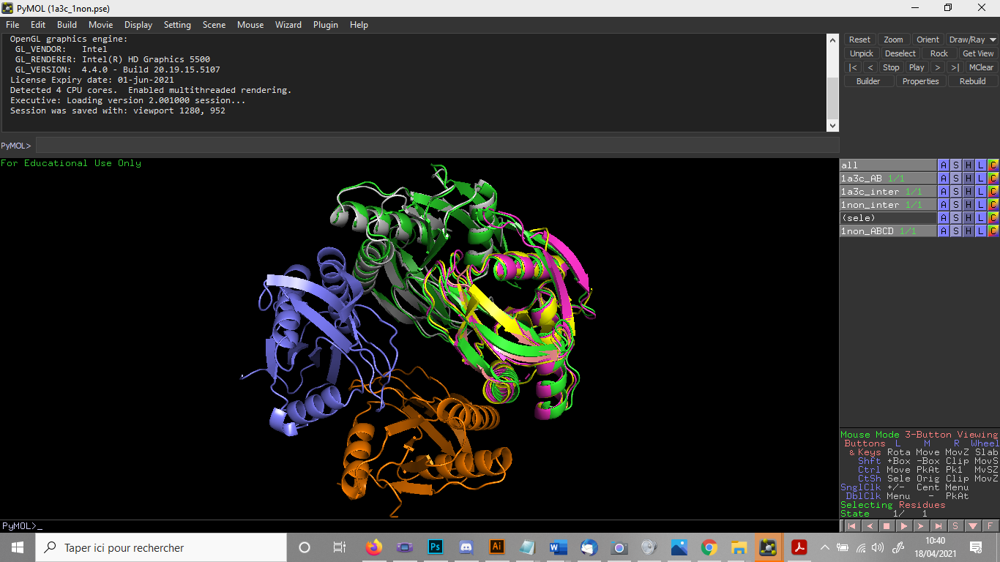 PyMOL (1a3c_1non.pse)
File Edit Build Movie Display Setting Scene Mouse Wizard Plugin Help
OpenGL graphics engine:
GL_VENDOR: Intel
GL_RENDERER: Intel(R) HD Graphics 5500
GL_VERSION: 4.4.0 - Build 20.19.15.5107
License Expiry date: 01-jun-2021
Detected 4 CPU cores. Enabled multithreaded rendering.
Executive: Loading version 2.001000 session...
Session was saved with: viewport 1280, 952
PyMOL>
Reset Zoom Orient Draw/Ray
Unpick Deselect Rock Get View
|< < Stop Play > >| MClear
Builder Properties Rebuild
For Educational Use Only
all A S H L C
1a3c_AB 1/1 A S H L C
1a3c_inter 1/1 A S H L C
1non_inter 1/1 A S H L C
(sele) A S H L C
1non_ABCD 1/1 A S H L C
Mouse Mode 3-Button Viewing
Buttons L M R Wheel
& Keys Rota Move MovZ Slab
Shft +Box -Box Clip MovS
Ctrl Move PkAt Pk1 MvSZ
CtSh Sele Orig Clip MovZ
SnglClk +/- Cent Menu
DblClk Menu - PkAt
Selecting Residues
State 1/ 1
PyMOL>_
S F
Taper ici pour rechercher
Ps
Ai
10:40
18/04/2021